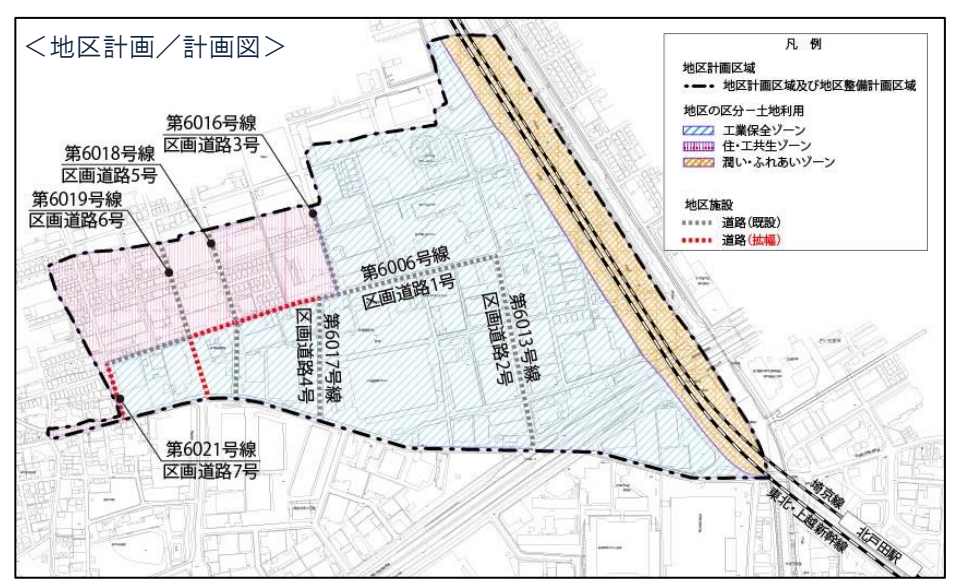 ＜地区計画／計画図＞
凡　例
地区計画区域
地区計画区域及び地区整備計画区域
地区の区分－土地利用
工業保全ゾーン
住・工共生ゾーン
潤い・ふれあいゾーン
地区施設
道路（既設）
道路（拡幅）
第6016号線
区画道路3号
第6018号線
区画道路5号
第6019号線
区画道路6号
第6006号線
区画道路1号
第6013号線
区画道路2号
第6017号線
区画道路4号
第6021号線
区画道路7号
埼京線
東北・上越新幹線
北戸田駅